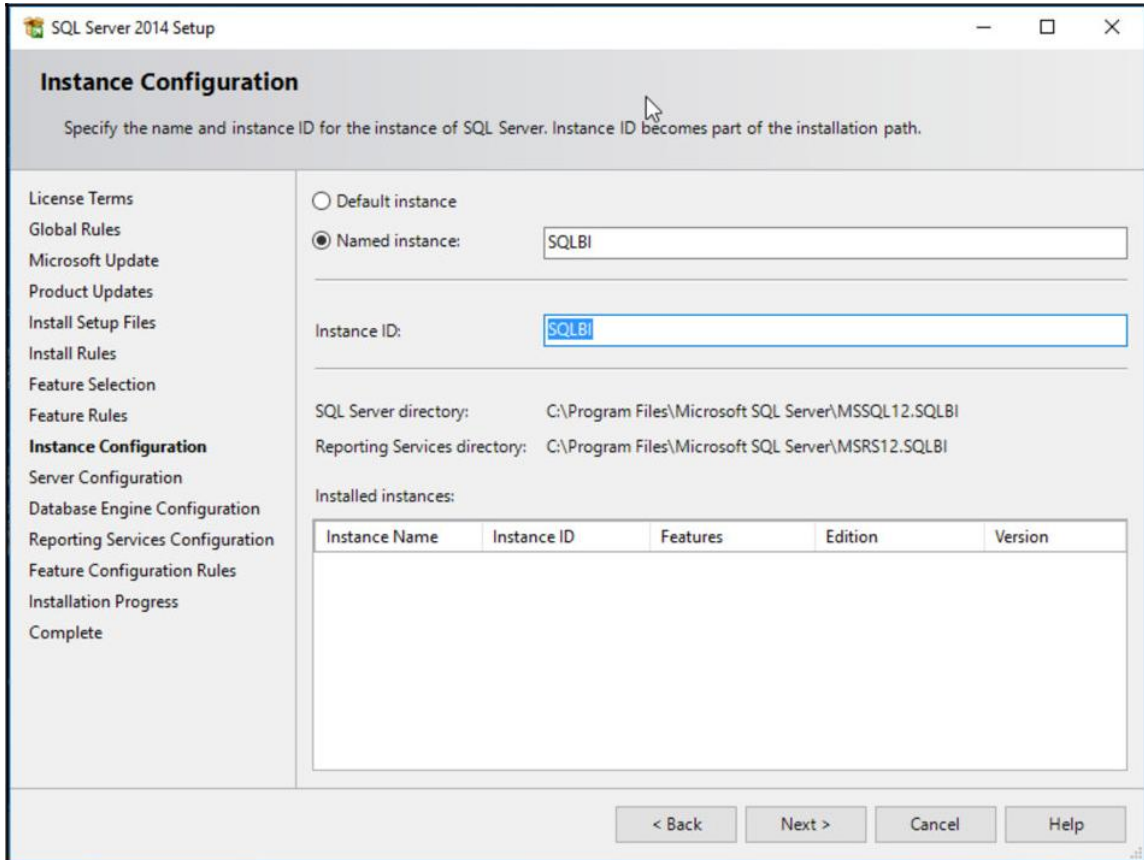 SQL Server 2014 Setup
Instance Configuration
Specify the name and instance ID for the instance of SQL Server. Instance ID becomes part of the installation path.
License Terms
Global Rules
Microsoft Update
Product Updates
Install Setup Files
Install Rules
Feature Selection
Feature Rules
Instance Configuration
Server Configuration
Database Engine Configuration
Reporting Services Configuration
Feature Configuration Rules
Installation Progress
Complete
Default instance
Named instance: SQLBI
Instance ID: SQLBI
SQL Server directory: C:\Program Files\Microsoft SQL Server\MSSQL12.SQLBI
Reporting Services directory: C:\Program Files\Microsoft SQL Server\MSRS12.SQLBI
Installed instances:
Instance Name Instance ID Features Edition Version
< Back Next > Cancel Help